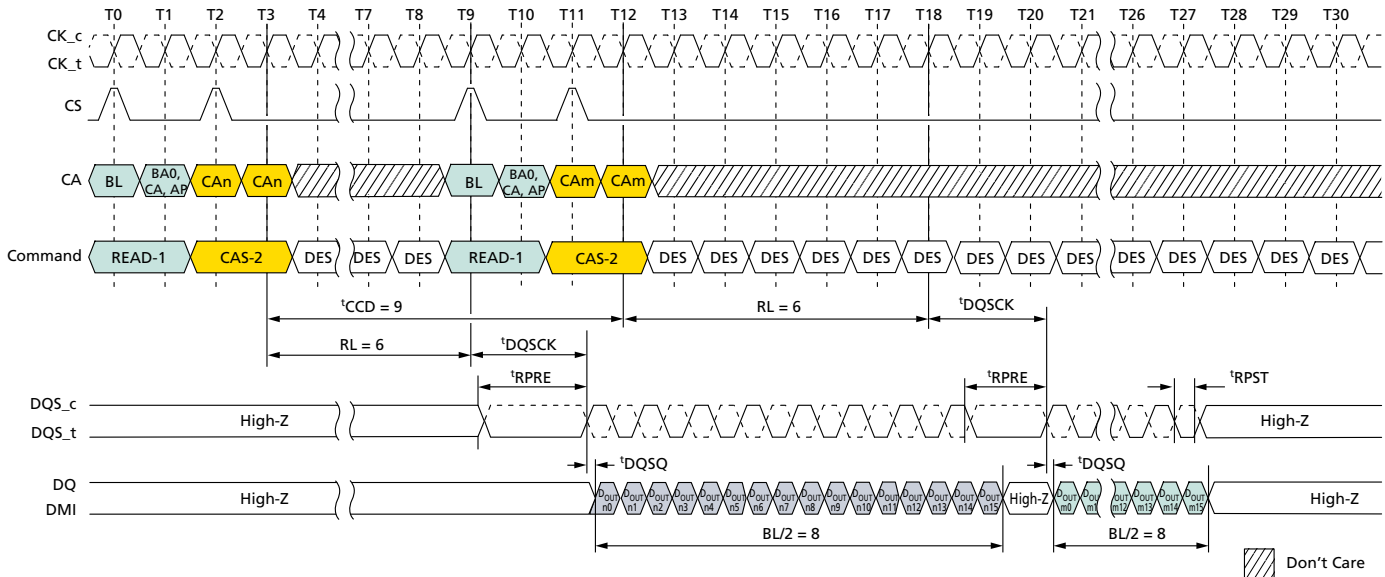 T0 T1 T2 T3 T4 T7 T8 T9 T10 T11 T12 T13 T14 T15 T16 T17 T18 T19 T20 T21 T26 T27 T28 T29 T30
CK_c
CK_t
CS
CA BL BA0, CA, AP CAn CAn BL BA0, CA, AP CAm CAm
Command READ-1 CAS-2 DES DES DES READ-1 CAS-2 DES DES DES DES DES DES DES DES DES DES DES DES DES DES
tCCD = 9 RL = 6 tDQSCK
RL = 6 tDQSCK
tRPRE tRPRE tRPST
DQS_c
DQS_t
High-Z High-Z
tDQSQ tDQSQ
DQ
DMI
High-Z DOUT n0 DOUT n1 DOUT n2 DOUT n3 DOUT n4 DOUT n5 DOUT n6 DOUT n7 DOUT n8 DOUT n9 DOUT n10 DOUT n11 DOUT n12 DOUT n13 DOUT n14 DOUT n15 High-Z DOUT m0 DOUT m1 DOUT m12 DOUT m13 DOUT m14 DOUT m15 High-Z
BL/2 = 8 BL/2 = 8
Don't Care